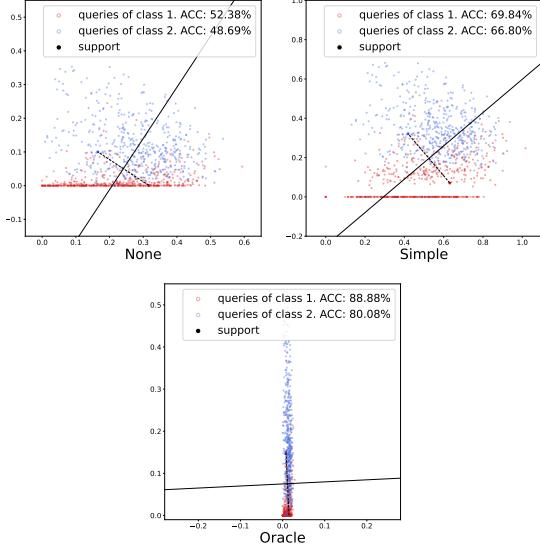 queries of class 1. ACC: 52.38%
queries of class 2. ACC: 48.69%
support
0.5
0.4
0.3
0.2
0.1
0.0
−0.1
0.0 0.1 0.2 0.3 0.4 0.5 0.6
None
queries of class 1. ACC: 69.84%
queries of class 2. ACC: 66.80%
support
1.0
0.8
0.6
0.4
0.2
0.0
−0.2
0.0 0.2 0.4 0.6 0.8 1.0
Simple
queries of class 1. ACC: 88.88%
queries of class 2. ACC: 80.08%
support
0.5
0.4
0.3
0.2
0.1
0.0
−0.2 −0.1 0.0 0.1 0.2
Oracle